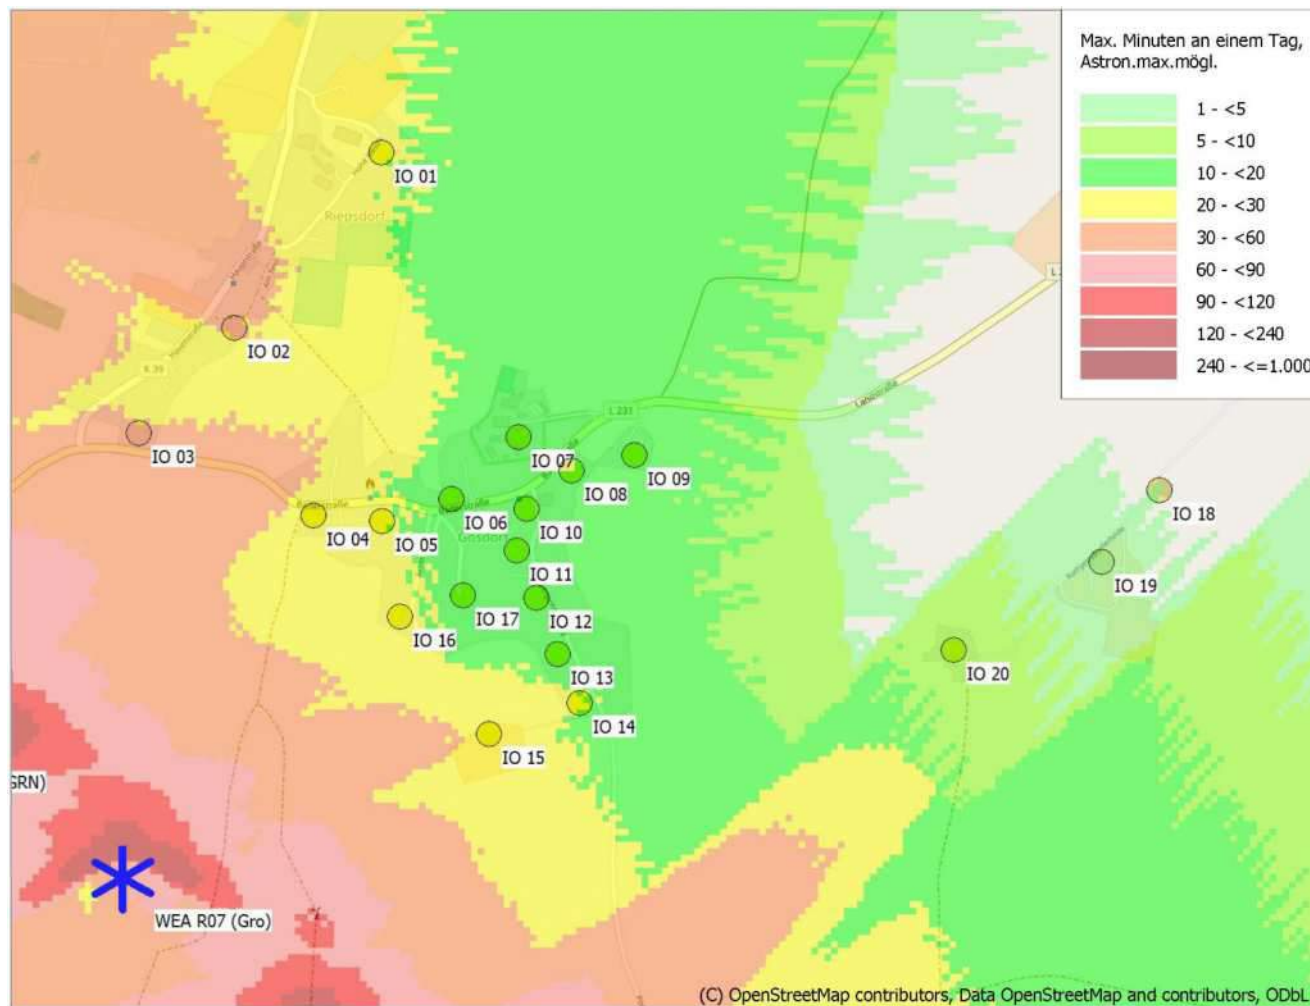 Max. Minuten an einem Tag,
Astron.max.mögl.
1 - <5
5 - <10
10 - <20
20 - <30
30 - <60
60 - <90
90 - <120
120 - <240
240 - <=1.000
IO 01
Riepsdorf
IO 02
K 39
IO 03
L 231
Landstraße
IO 07
IO 08
IO 09
IO 18
IO 04
IO 05
IO 06
IO 10
Gosdorf
IO 11
IO 19
IO 17
IO 12
IO 16
IO 13
IO 20
IO 14
IO 15
GRN)
WEA R07 (Gro)
(C) OpenStreetMap contributors, Data OpenStreetMap and contributors, ODbL